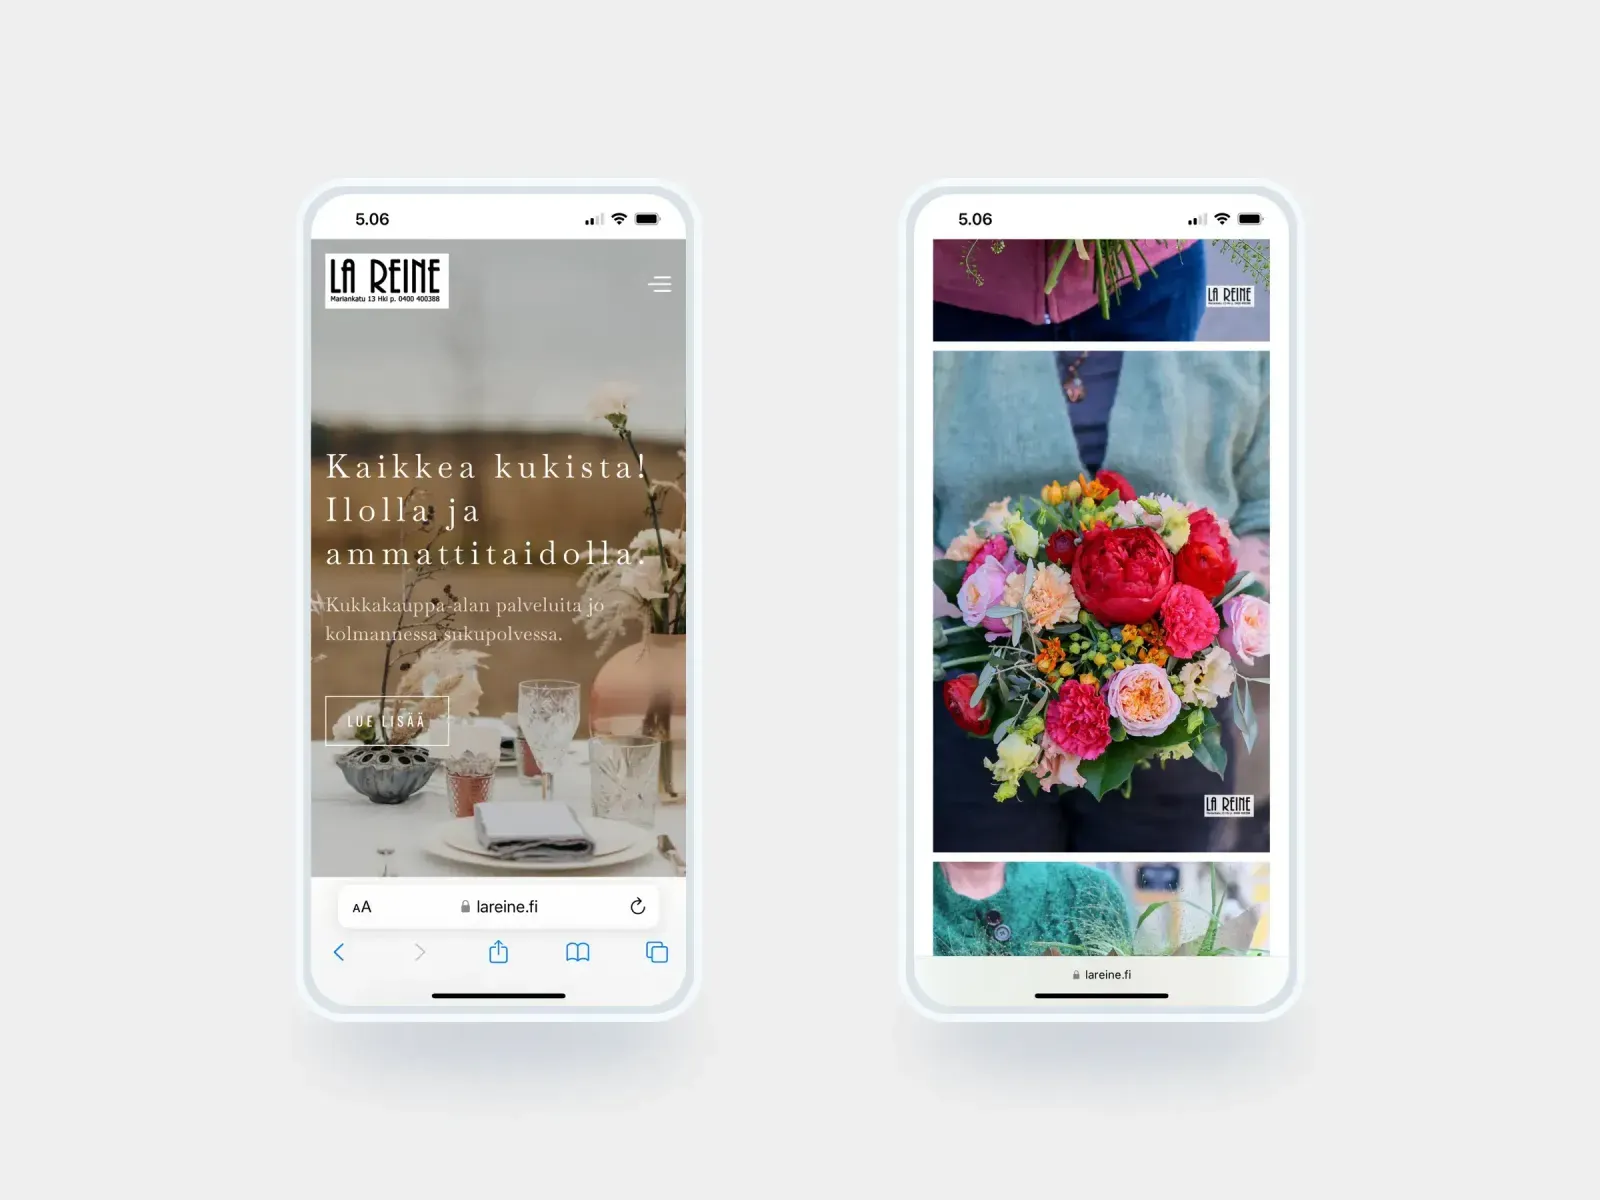 5.06
LA REINE
Mariankatu 13 Hki p. 0400 400388
Kaikkea kukista!
Ilolla ja
ammattitaidolla.
Kukkakauppa-alan palveluita jo
kolmannessa sukupolvessa.
LUE LISÄÄ
AA
lareine.fi
5.06
LA REINE
LA REINE
lareine.fi